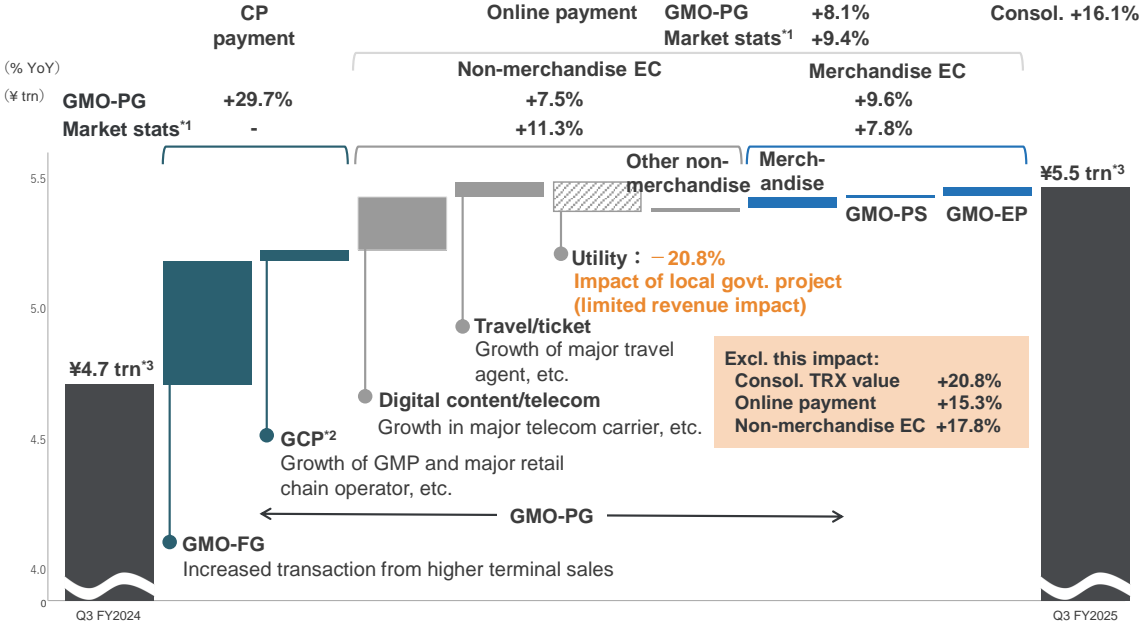 CP
payment
Online payment
GMO-PG +8.1%
Market stats*1 +9.4%
Consol. +16.1%
(% YoY)
(¥ trn)
Non-merchandise EC
Merchandise EC
GMO-PG +29.7% +7.5% +9.6%
Market stats*1 - +11.3% +7.8%
5.5
5.0
4.5
4.0
0
¥4.7 trn*3
Other non-
merchandise
Merch-
andise
GMO-PS
GMO-EP
¥5.5 trn*3
Utility：－20.8%
Impact of local govt. project
(limited revenue impact)
Travel/ticket
Growth of major travel
agent, etc.
Excl. this impact:
Consol. TRX value +20.8%
Online payment +15.3%
Non-merchandise EC +17.8%
Digital content/telecom
Growth in major telecom carrier, etc.
GCP*2
Growth of GMP and major retail
chain operator, etc.
GMO-PG
GMO-FG
Increased transaction from higher terminal sales
Q3 FY2024
Q3 FY2025